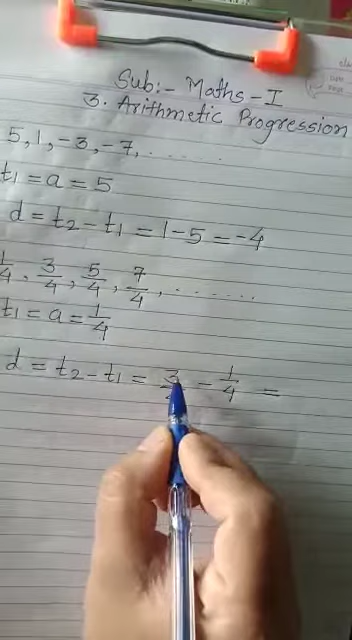 Sub:- Maths-I
3. Arithmetic Progression
5, 1, -3, -7, ......
t₁ = a = 5
d = t₂ - t₁ = 1 - 5 = -4
1/4, 3/4, 5/4, 7/4, ......
t₁ = a = 1/4
d = t₂ - t₁ = 3/4 - 1/4 =